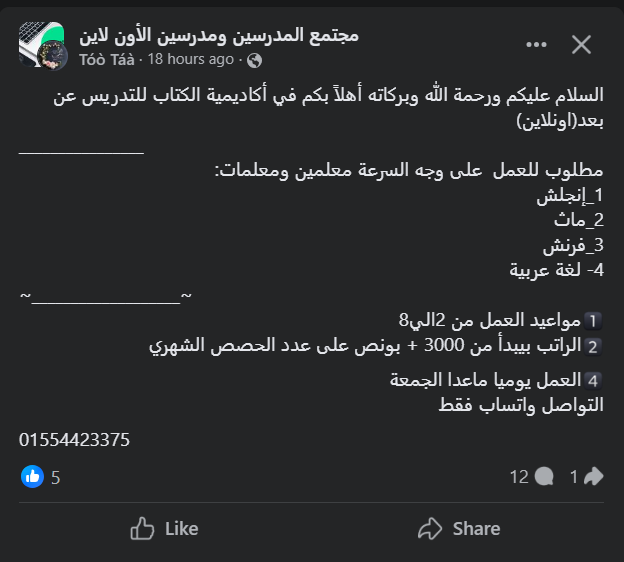 مجتمع المدرسين ومدرسين الأون لاين
Tóò Táà · 18 hours ago ·
السلام عليكم ورحمة الله وبركاته أهلاً بكم في أكاديمية الكتاب للتدريس عن
بعد(اونلاين)
_______________
مطلوب للعمل على وجه السرعة معلمين ومعلمات:
1_إنجلش
2_ماث
3_فرنش
4- لغة عربية
~__________________~
1 مواعيد العمل من 2الي8
2 الراتب بيبدأ من 3000 + بونص على عدد الحصص الشهري
4 العمل يوميا ماعدا الجمعة
التواصل واتساب فقط
01554423375
5 12 1
Like Share